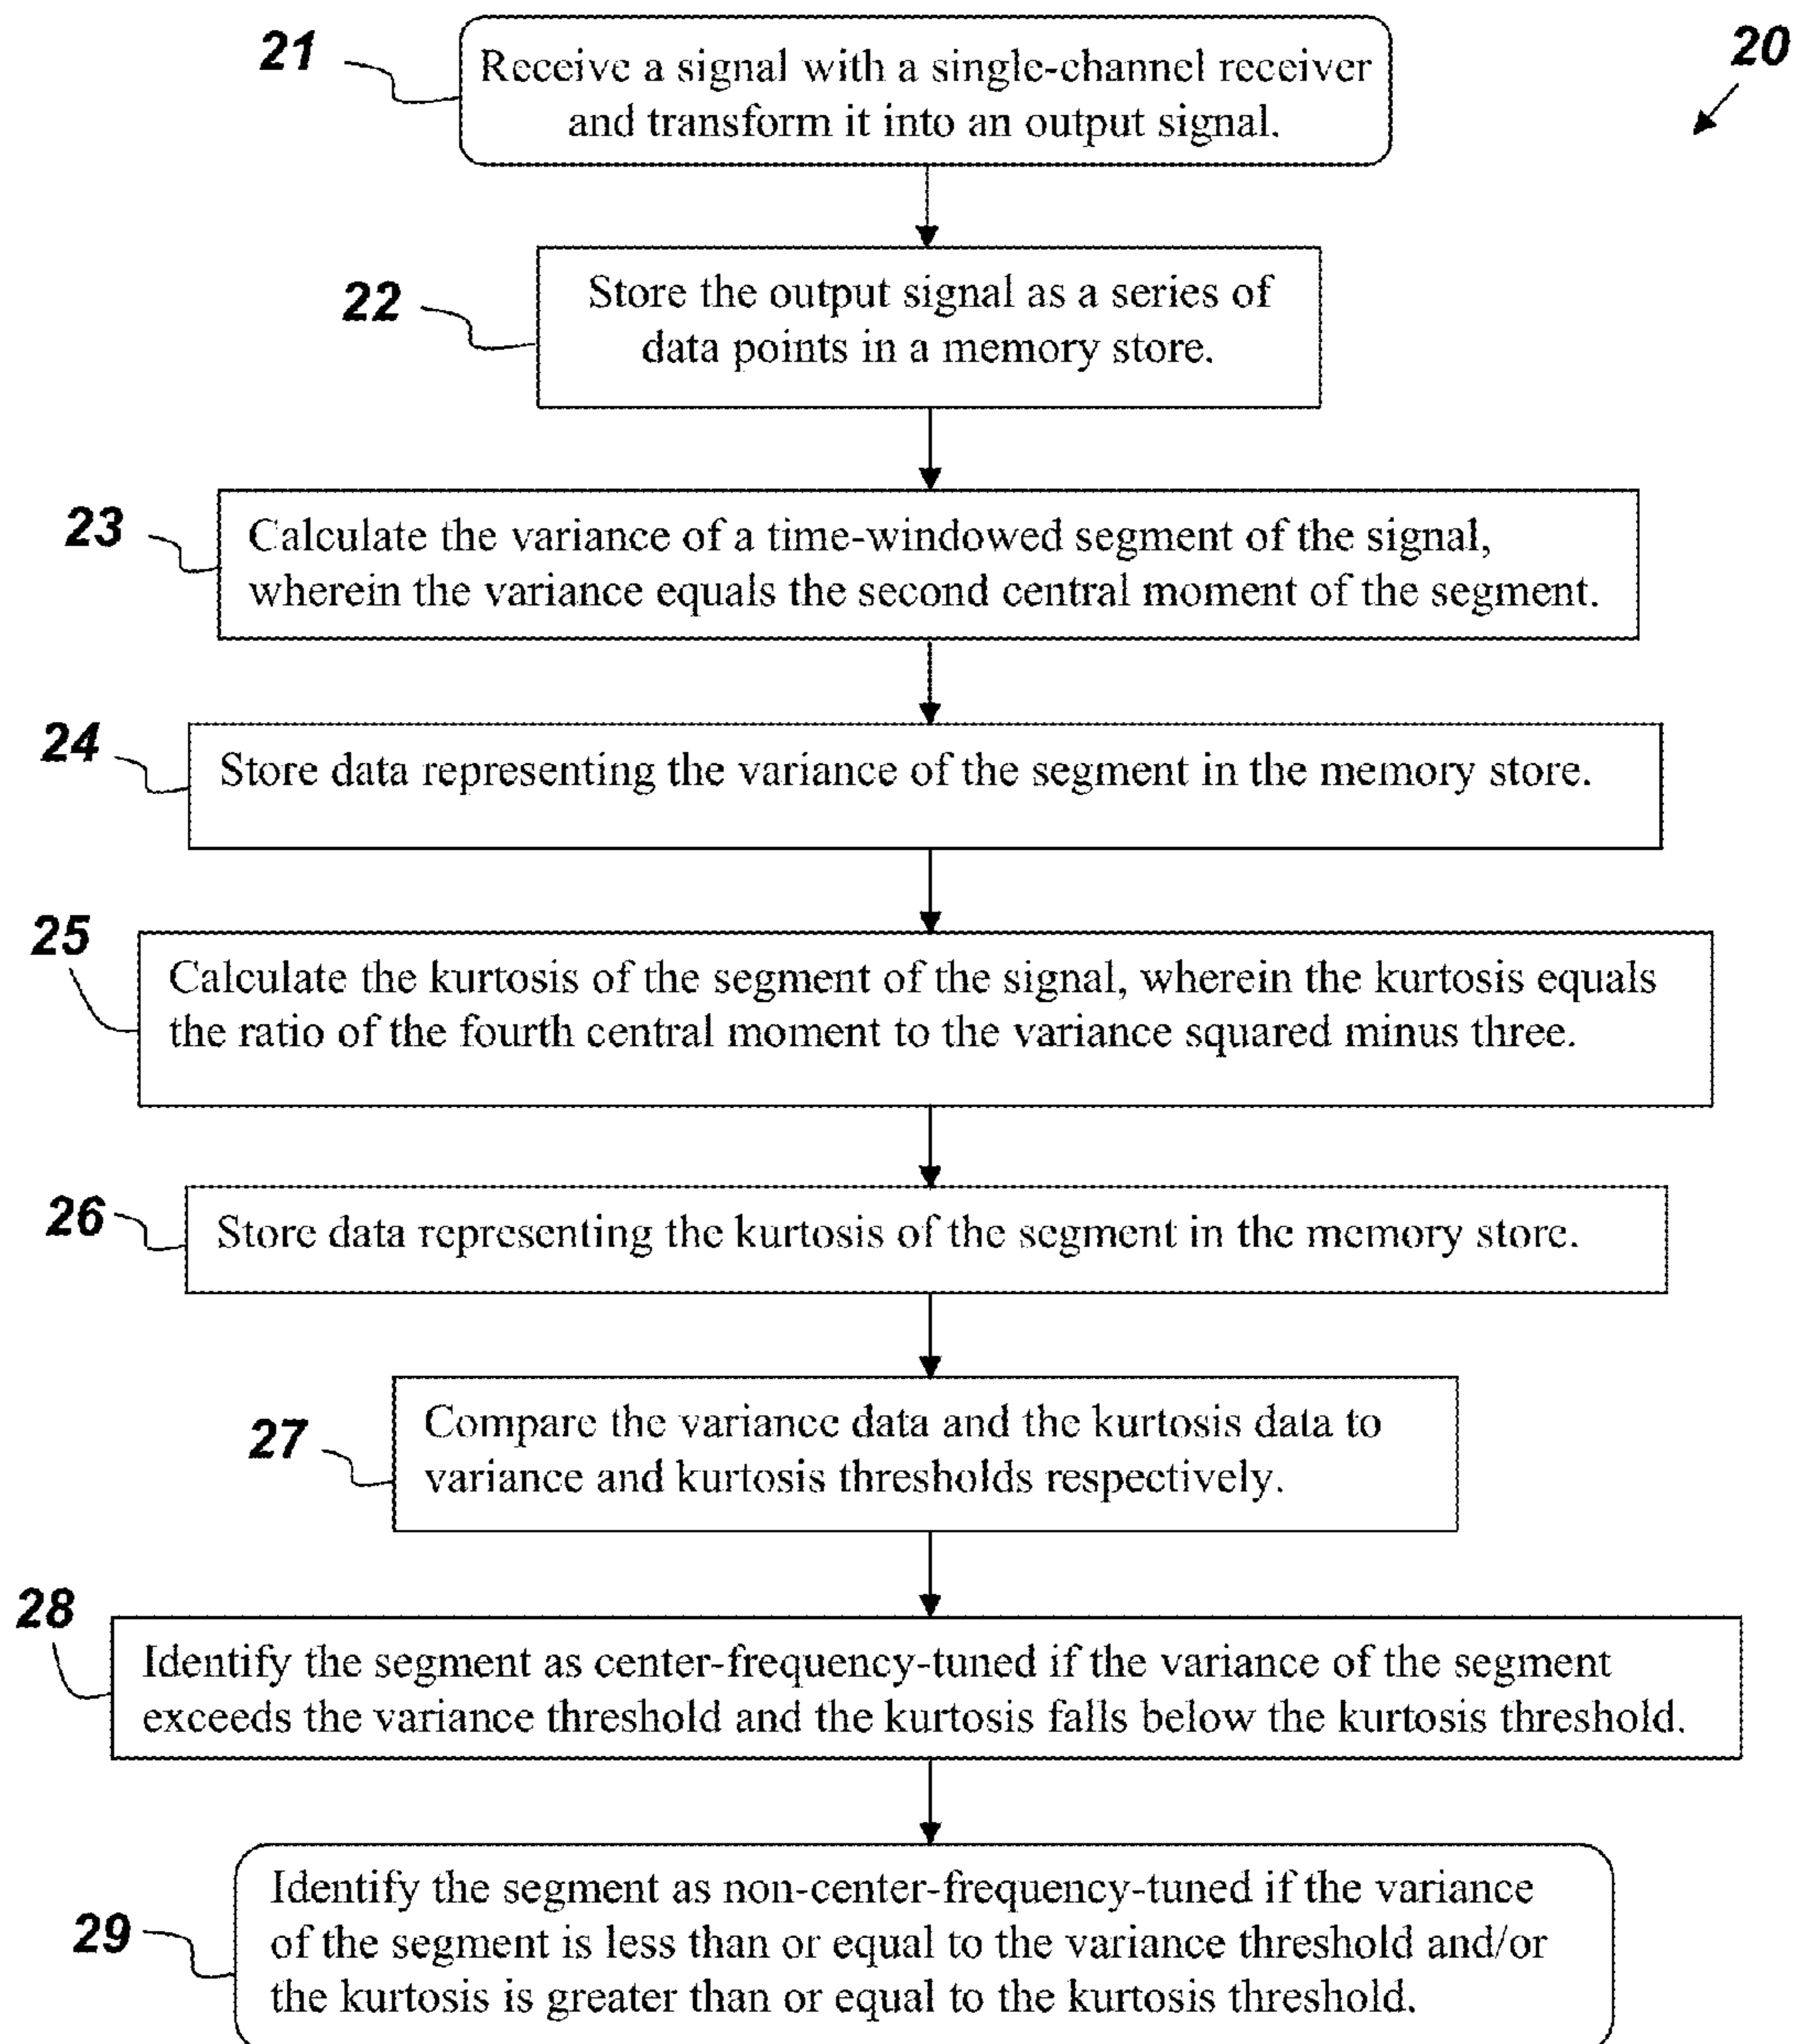 21
Receive a signal with a single-channel receiver
and transform it into an output signal.
20
22
Store the output signal as a series of
data points in a memory store.
23
Calculate the variance of a time-windowed segment of the signal,
wherein the variance equals the second central moment of the segment.
24
Store data representing the variance of the segment in the memory store.
25
Calculate the kurtosis of the segment of the signal, wherein the kurtosis equals
the ratio of the fourth central moment to the variance squared minus three.
26
Store data representing the kurtosis of the segment in the memory store.
27
Compare the variance data and the kurtosis data to
variance and kurtosis thresholds respectively.
28
Identify the segment as center-frequency-tuned if the variance of the segment
exceeds the variance threshold and the kurtosis falls below the kurtosis threshold.
29
Identify the segment as non-center-frequency-tuned if the variance
of the segment is less than or equal to the variance threshold and/or
the kurtosis is greater than or equal to the kurtosis threshold.